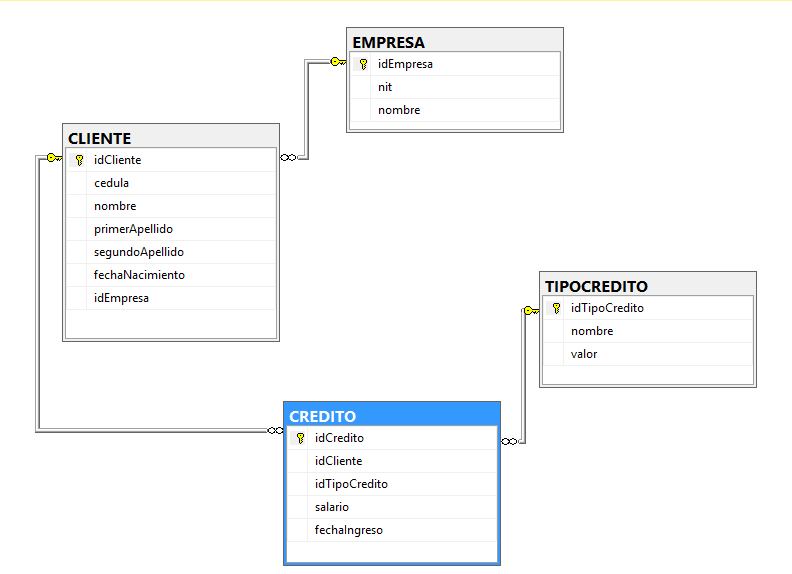 EMPRESA
idEmpresa
nit
nombre
CLIENTE
idCliente
cedula
nombre
primerApellido
segundoApellido
fechaNacimiento
idEmpresa
TIPOCREDITO
idTipoCredito
nombre
valor
CREDITO
idCredito
idCliente
idTipoCredito
salario
fechaIngreso